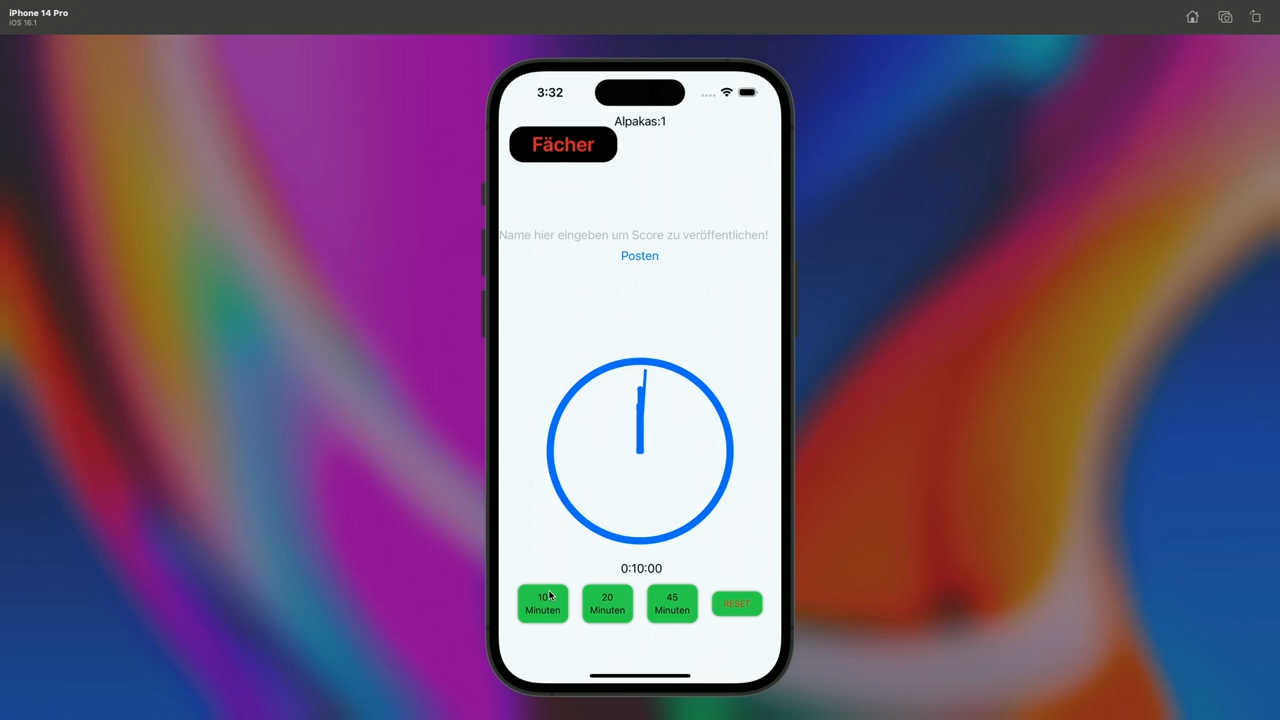 iPhone 14 Pro
iOS 16.1
3:32
Alpakas:1
Fächer
Name hier eingeben um Score zu veröffentlichen!
Posten
0:10:00
10
Minuten
20
Minuten
45
Minuten
RESET